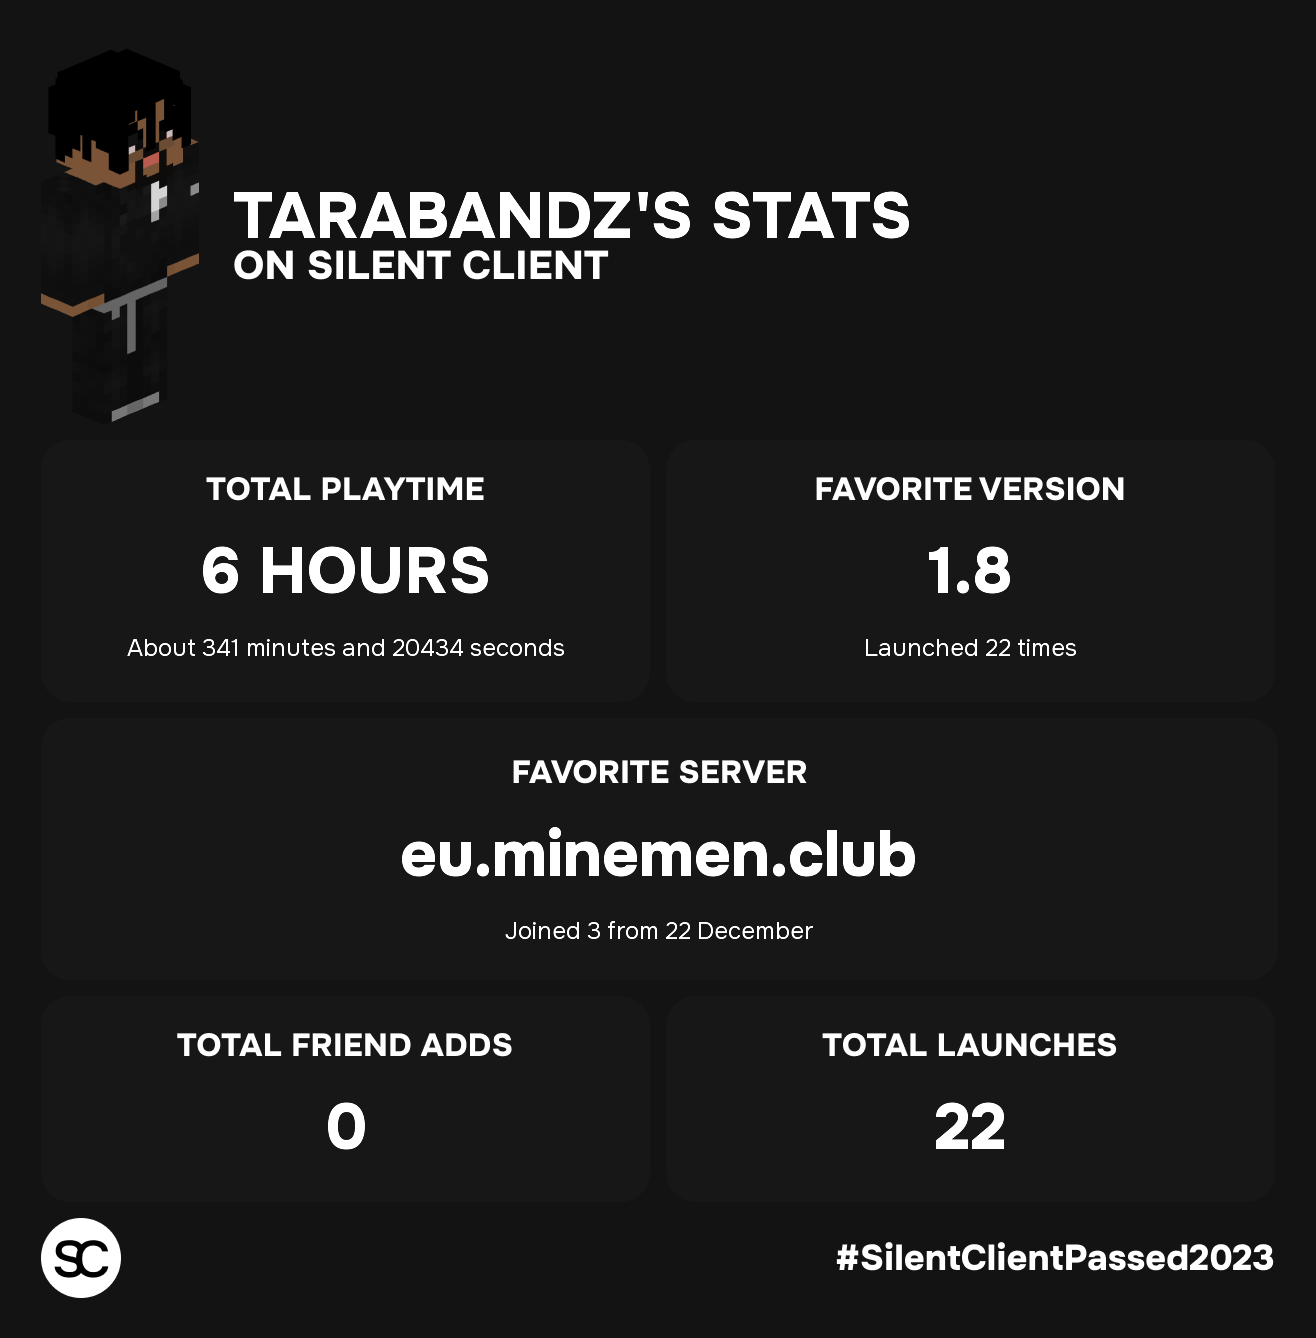 TARABANDZ'S STATS
ON SILENT CLIENT
TOTAL PLAYTIME
6 HOURS
About 341 minutes and 20434 seconds
FAVORITE VERSION
1.8
Launched 22 times
FAVORITE SERVER
eu.minemen.club
Joined 3 from 22 December
TOTAL FRIEND ADDS
0
TOTAL LAUNCHES
22
SC
#SilentClientPassed2023